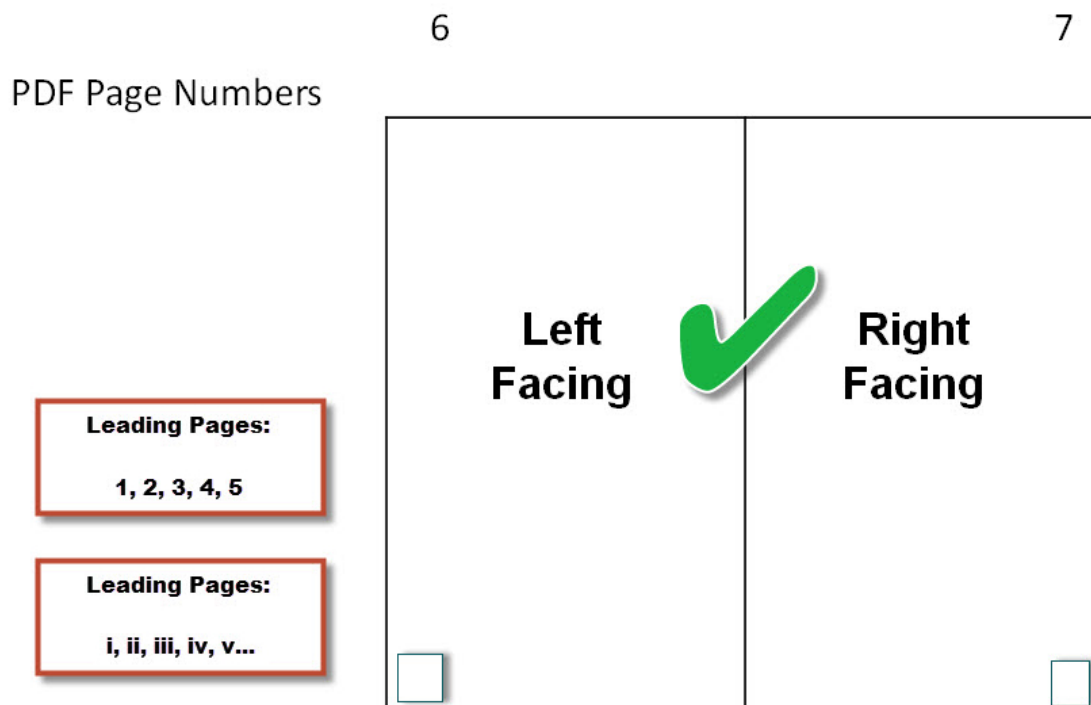 6
7
PDF Page Numbers
Left
Facing
Right
Facing
Leading Pages:
1, 2, 3, 4, 5
Leading Pages:
i, ii, iii, iv, v...